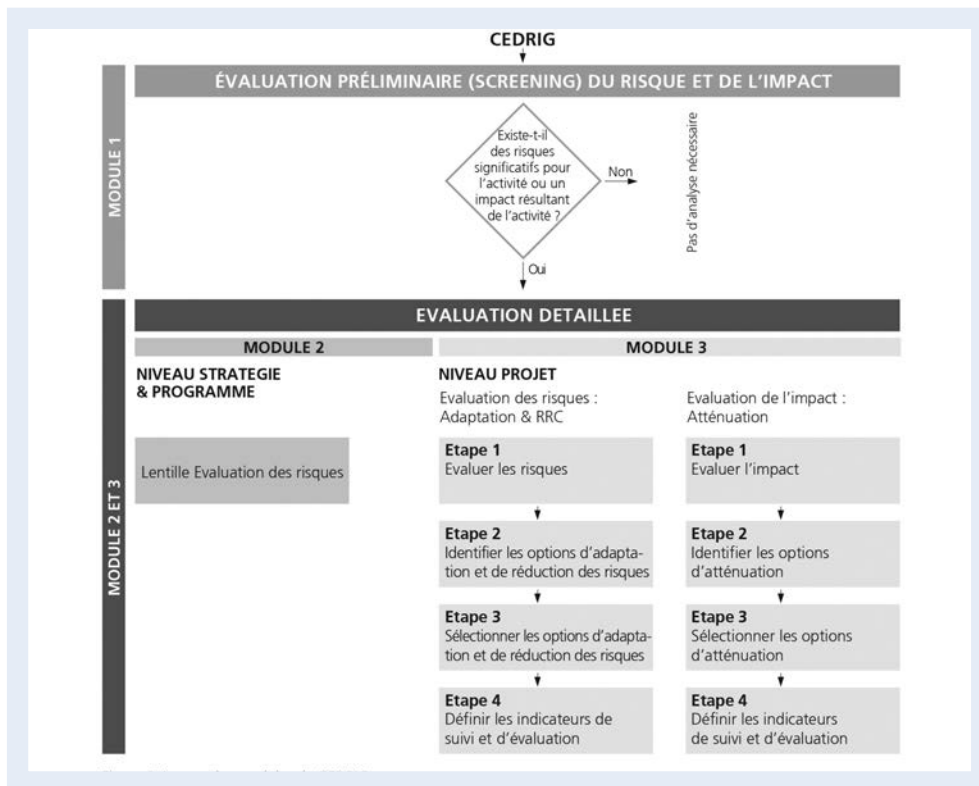 CEDRIG
ÉVALUATION PRÉLIMINAIRE (SCREENING) DU RISQUE ET DE L'IMPACT
MODULE 1
Existe-t-il
des risques
significatifs pour
l'activité ou un
impact résultant
de l'activité ?
Non
Pas d'analyse nécessaire
Oui
EVALUATION DETAILLEE
MODULE 2 ET 3
MODULE 2
NIVEAU STRATEGIE
& PROGRAMME
Lentille Evaluation des risques
MODULE 3
NIVEAU PROJET
Evaluation des risques :
Adaptation & RRC
Etape 1
Evaluer les risques
Etape 2
Identifier les options d'adapta-
tion et de réduction des risques
Etape 3
Sélectionner les options d'adapta-
tion et de réduction des risques
Etape 4
Définir les indicateurs de
suivi et d'évaluation
Evaluation de l'impact :
Atténuation
Etape 1
Evaluer l'impact
Etape 2
Identifier les options
d'atténuation
Etape 3
Sélectionner les options
d'atténuation
Etape 4
Définir les indicateurs
de suivi et d'évaluation